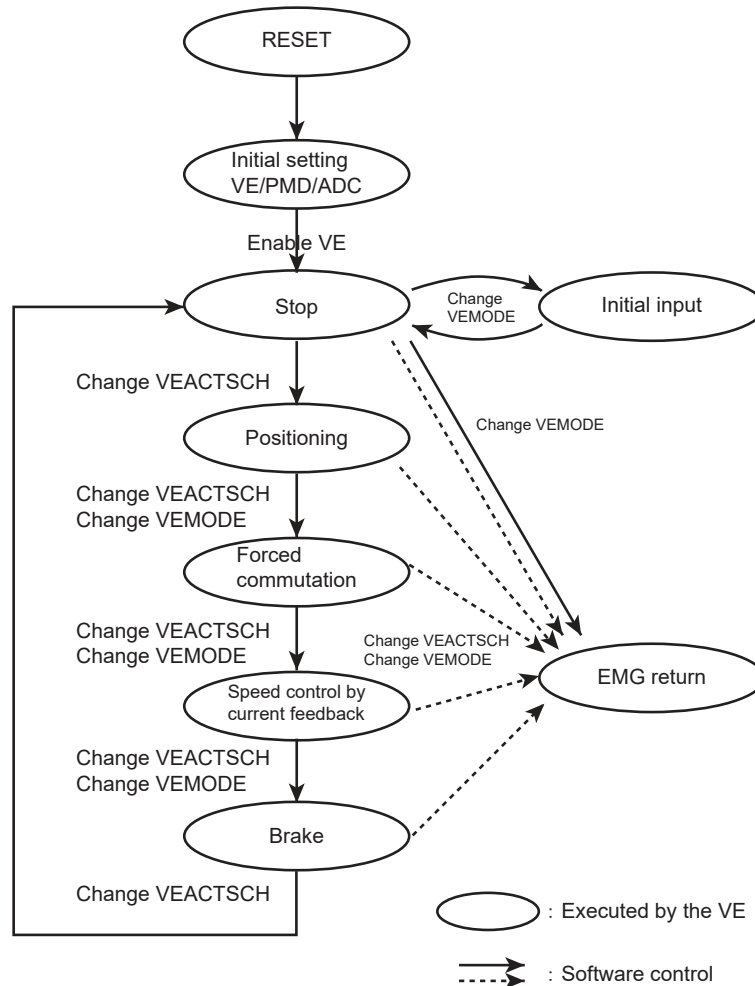 RESET
Initial setting
VE/PMD/ADC
Enable VE
Stop
Change
VEMODE
Initial input
Change VEACTSCH
Change VEMODE
Positioning
Change VEACTSCH
Change VEMODE
Forced
commutation
Change VEACTSCH
Change VEMODE
Change VEACTSCH
Change VEMODE
Speed control by
current feedback
EMG return
Change VEACTSCH
Change VEMODE
Brake
Change VEACTSCH
: Executed by the VE
: Software control